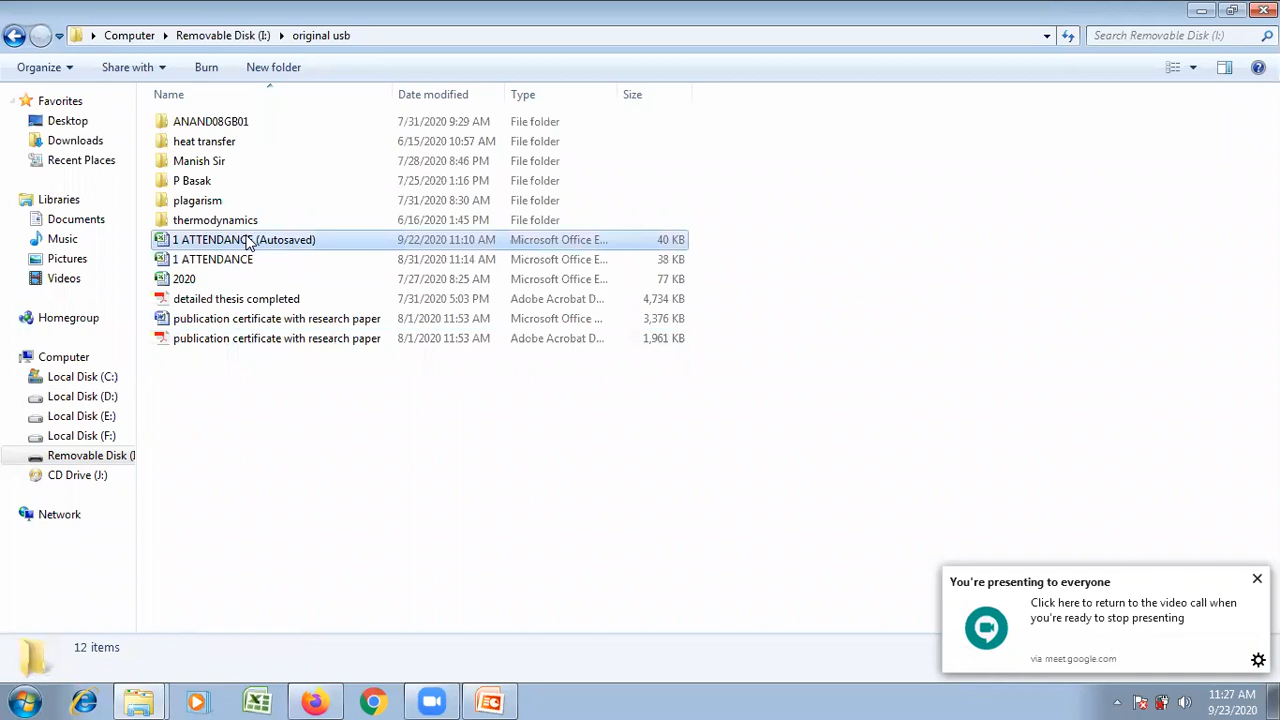 Computer Removable Disk (I:) original usb
Search Removable Disk (I:)
Organize Share with Burn New folder
Name Date modified Type Size
Favorites
Desktop
Downloads
Recent Places
Libraries
Documents
Music
Pictures
Videos
Homegroup
Computer
Local Disk (C:)
Local Disk (D:)
Local Disk (E:)
Local Disk (F:)
Removable Disk (I
CD Drive (J:)
Network
ANAND08GB01 7/31/2020 9:29 AM File folder
heat transfer 6/15/2020 10:57 AM File folder
Manish Sir 7/28/2020 8:46 PM File folder
P Basak 7/25/2020 1:16 PM File folder
plagarism 7/31/2020 8:30 AM File folder
thermodynamics 6/16/2020 1:45 PM File folder
1 ATTENDANCE (Autosaved) 9/22/2020 11:10 AM Microsoft Office E... 40 KB
1 ATTENDANCE 8/31/2020 11:14 AM Microsoft Office E... 38 KB
2020 7/27/2020 8:25 AM Microsoft Office E... 77 KB
detailed thesis completed 7/31/2020 5:03 PM Adobe Acrobat D... 4,734 KB
publication certificate with research paper 8/1/2020 11:53 AM Microsoft Office ... 3,376 KB
publication certificate with research paper 8/1/2020 11:53 AM Adobe Acrobat D... 1,961 KB
You're presenting to everyone
Click here to return to the video call when
you're ready to stop presenting
via meet.google.com
12 items
11:27 AM
9/23/2020